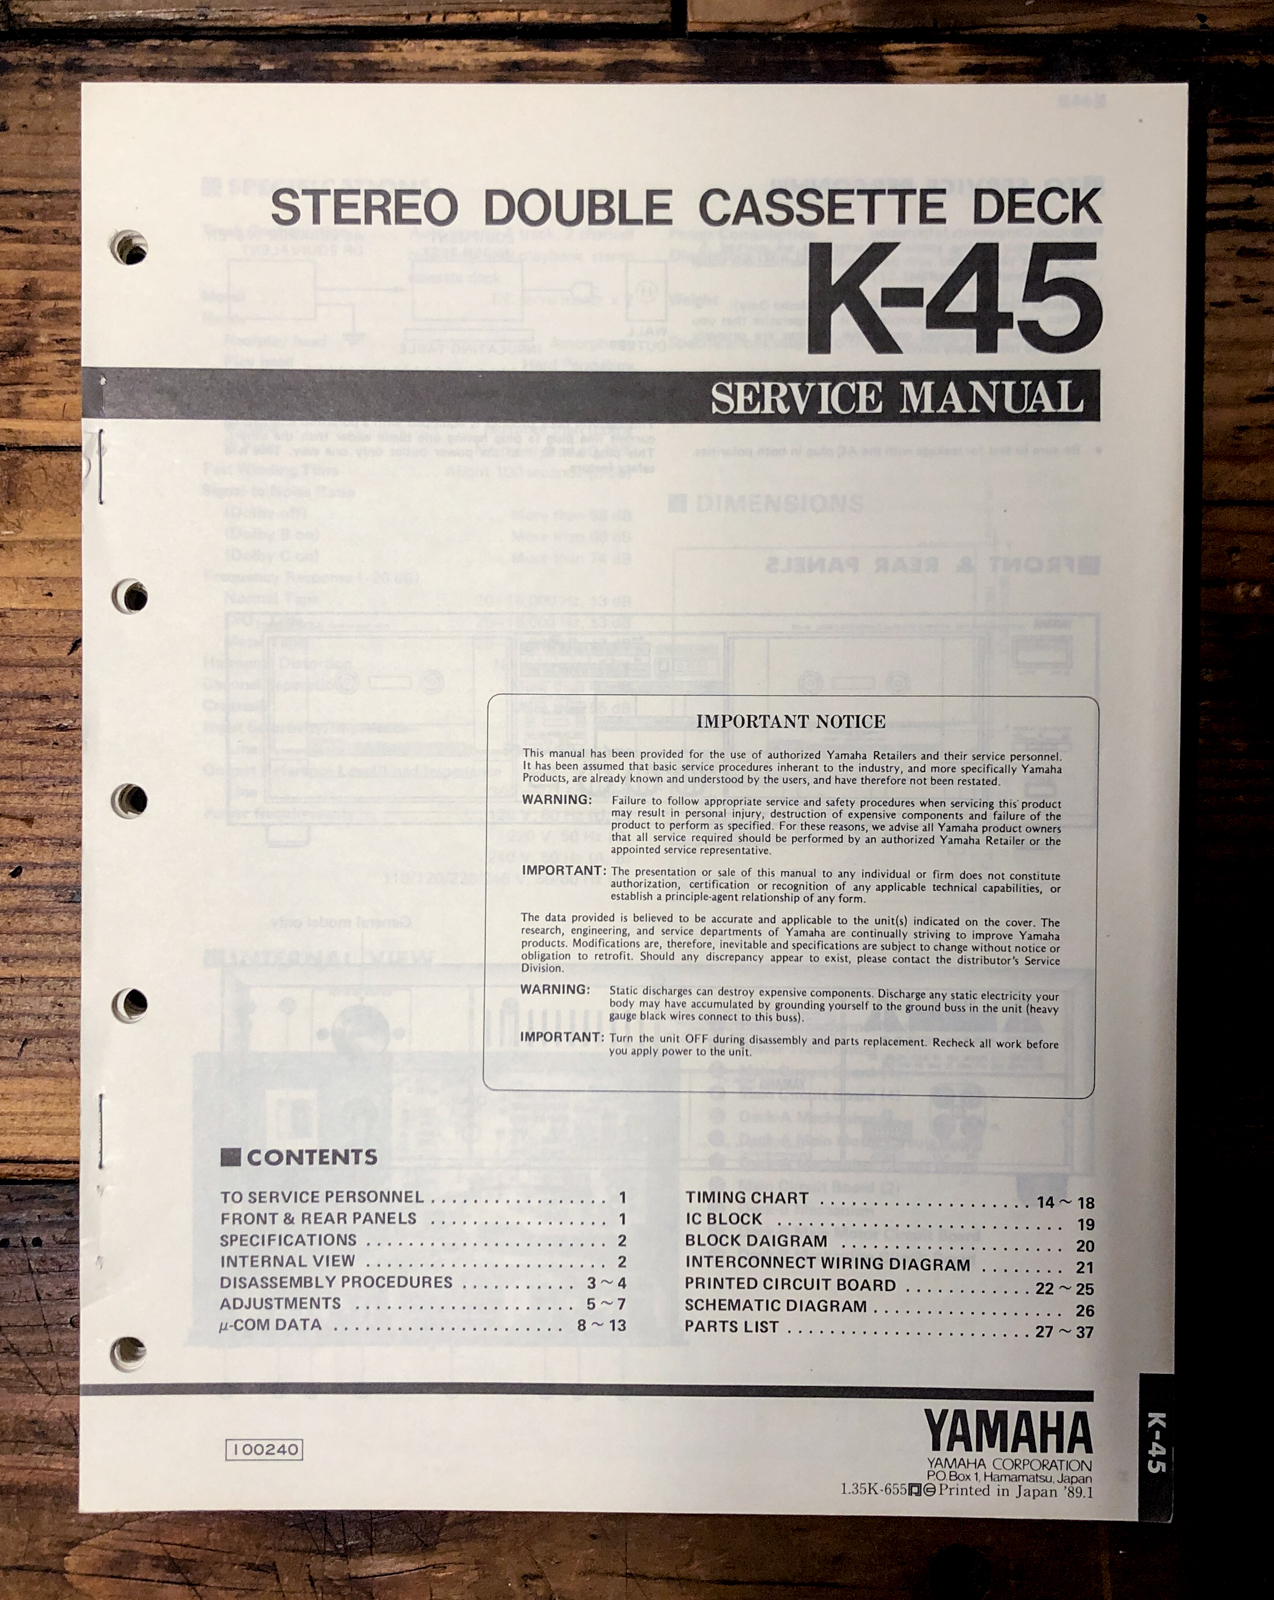 STEREO DOUBLE CASSETTE DECK
K-45
SERVICE MANUAL
IMPORTANT NOTICE
This manual has been provided for the use of authorized Yamaha Retailers and their service personnel.
It has been assumed that basic service procedures inherant to the industry, and more specifically Yamaha
Products, are already known and understood by the users, and have therefore not been restated.
WARNING: Failure to follow appropriate service and safety procedures when servicing this product
may result in personal injury, destruction of expensive components and failure of the
product to perform as specified. For these reasons, we advise all Yamaha product owners
that all service required should be performed by an authorized Yamaha Retailer or the
appointed service representative.
IMPORTANT: The presentation or sale of this manual to any individual or firm does not constitute
authorization, certification or recognition of any applicable technical capabilities, or
establish a principle-agent relationship of any form.
The data provided is believed to be accurate and applicable to the unit(s) indicated on the cover. The
research, engineering, and service departments of Yamaha are continually striving to improve Yamaha
products. Modifications are, therefore, inevitable and specifications are subject to change without notice or
obligation to retrofit. Should any discrepancy appear to exist, please contact the distributor's Service
Division.
WARNING: Static discharges can destroy expensive components. Discharge any static electricity your
body may have accumulated by grounding yourself to the ground buss in the unit (heavy
gauge black wires connect to this buss).
IMPORTANT: Turn the unit OFF during disassembly and parts replacement. Recheck all work before
you apply power to the unit.
■CONTENTS
TO SERVICE PERSONNEL ................. 1
FRONT & REAR PANELS ................. 1
SPECIFICATIONS ....................... 2
INTERNAL VIEW ....................... 2
DISASSEMBLY PROCEDURES ........... 3~4
ADJUSTMENTS ..................... 5~7
μ-COM DATA ...................... 8~13
TIMING CHART .................... 14~18
IC BLOCK ........................... 19
BLOCK DAIGRAM ..................... 20
INTERCONNECT WIRING DIAGRAM ........ 21
PRINTED CIRCUIT BOARD ............ 22~25
SCHEMATIC DIAGRAM .................. 26
PARTS LIST ....................... 27~37
100240
YAMAHA
YAMAHA CORPORATION
P.O.Box 1, Hamamatsu, Japan
1.35K-655 Printed in Japan '89.1
K-45